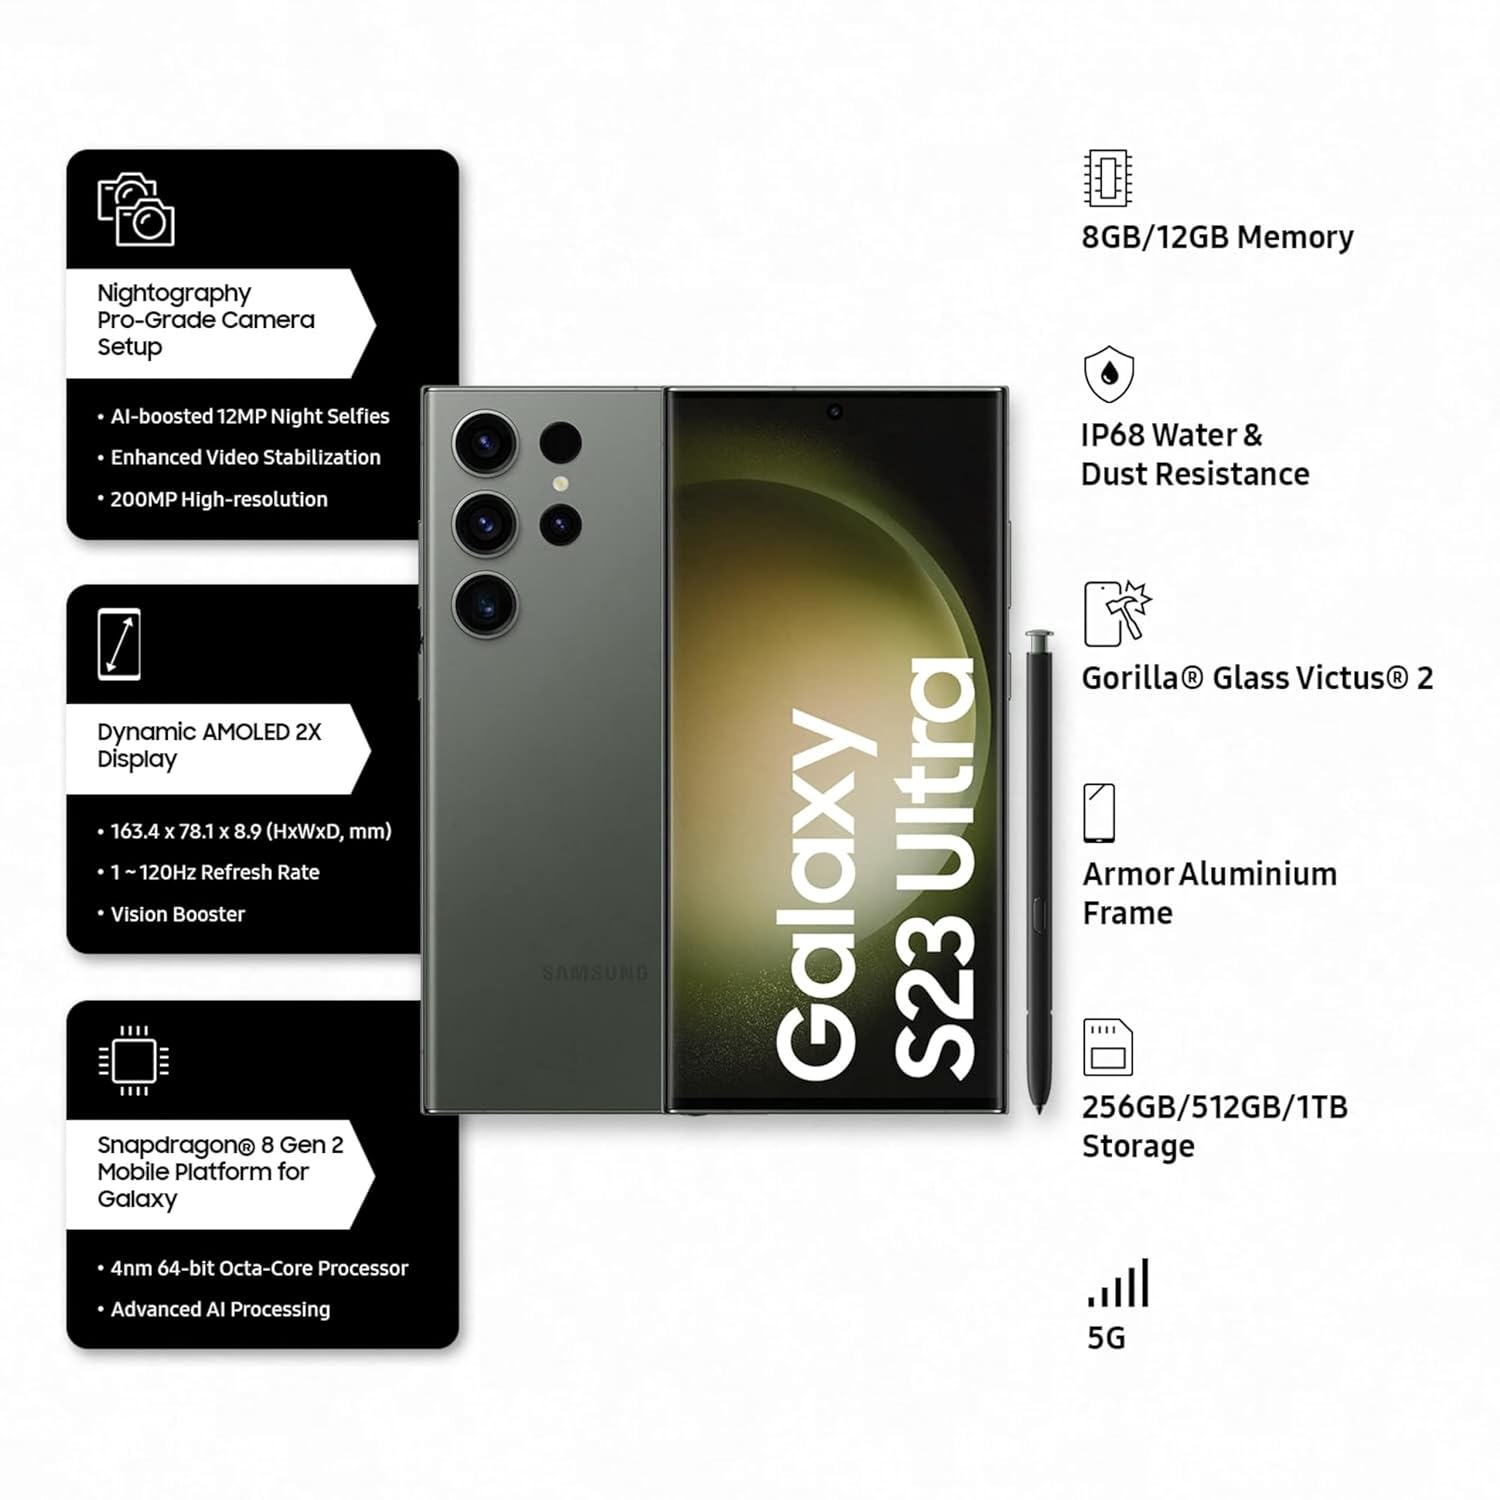 Nightography
Pro-Grade Camera
Setup
• AI-boosted 12MP Night Selfies
• Enhanced Video Stabilization
• 200MP High-resolution
Dynamic AMOLED 2X
Display
• 163.4 x 78.1 x 8.9 (HxWxD, mm)
• 1 ~ 120Hz Refresh Rate
• Vision Booster
Snapdragon® 8 Gen 2
Mobile Platform for
Galaxy
• 4nm 64-bit Octa-Core Processor
• Advanced AI Processing
SAMSUNG
Galaxy
S23 Ultra
8GB/12GB Memory
IP68 Water &
Dust Resistance
Gorilla® Glass Victus® 2
Armor Aluminium
Frame
256GB/512GB/1TB
Storage
5G